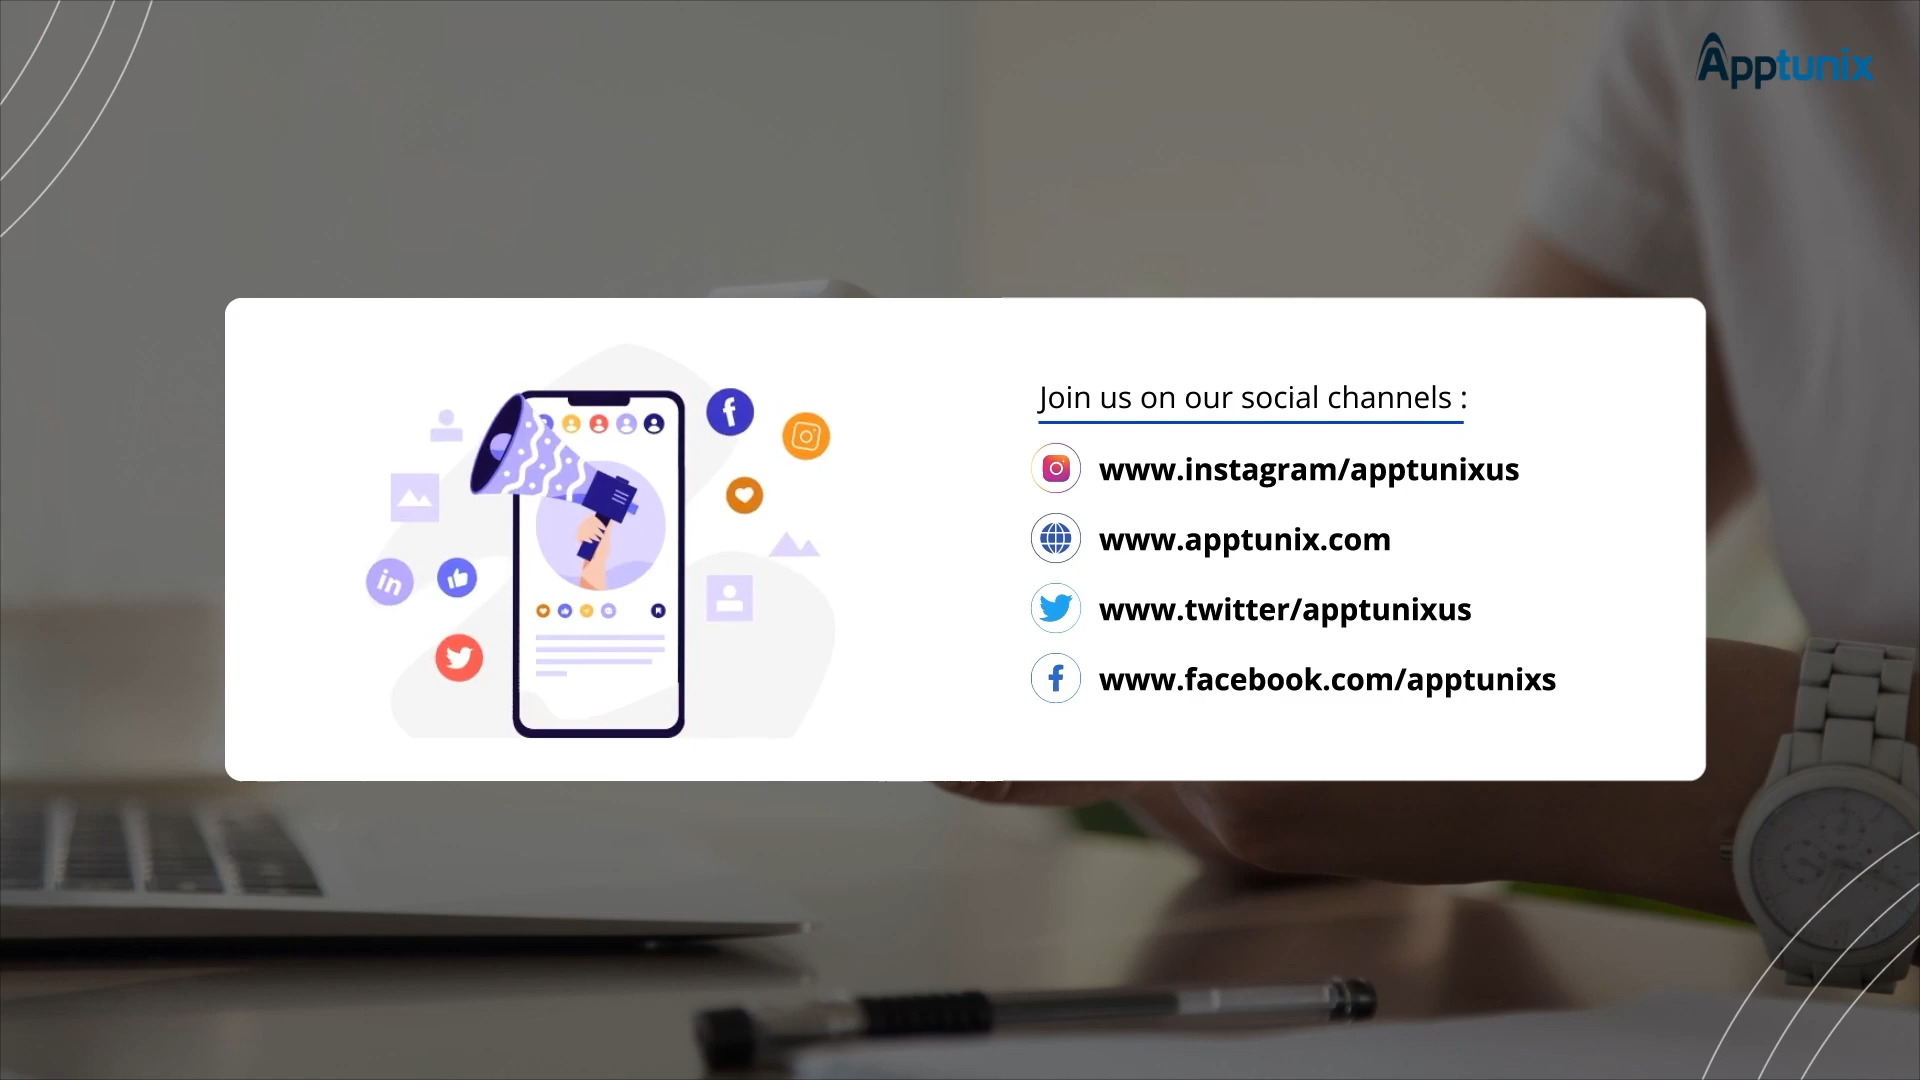 Apptunix
Join us on our social channels :
www.instagram/apptunixus
www.apptunix.com
www.twitter/apptunixus
www.facebook.com/apptunixs
in